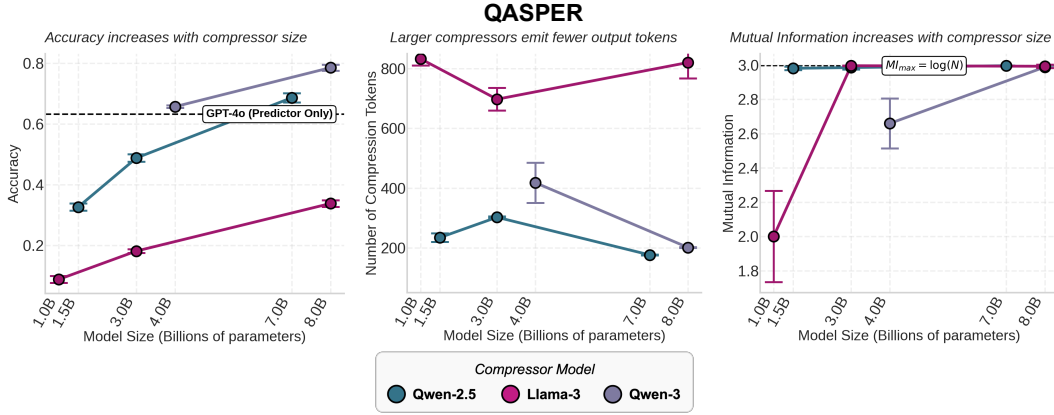 QASPER
Accuracy increases with compressor size
0.8
0.6
0.4
0.2
Accuracy
GPT-4o (Predictor Only)
1.0B
1.5B
3.0B
4.0B
7.0B
8.0B
Model Size (Billions of parameters)
Larger compressors emit fewer output tokens
800
600
400
200
Number of Compression Tokens
1.0B
1.5B
3.0B
4.0B
7.0B
8.0B
Model Size (Billions of parameters)
Mutual Information increases with compressor size
3.0
2.8
2.6
2.4
2.2
2.0
1.8
Mutual Information
MI_max = log(N)
1.0B
1.5B
3.0B
4.0B
7.0B
8.0B
Model Size (Billions of parameters)
Compressor Model
Qwen-2.5
Llama-3
Qwen-3